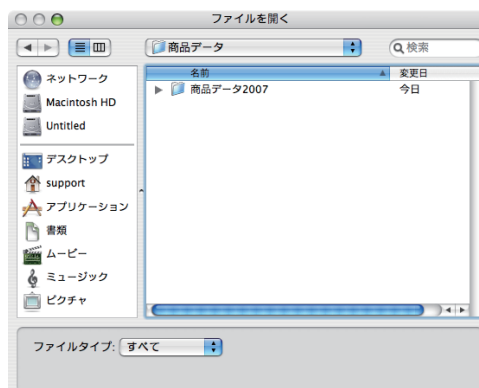 ファイルを開く
商品データ
検索
名前
変更日
ネットワーク
Macintosh HD
Untitled
デスクトップ
support
アプリケーション
書類
ムービー
ミュージック
ピクチャ
商品データ2007
今日
ファイルタイプ: すべて